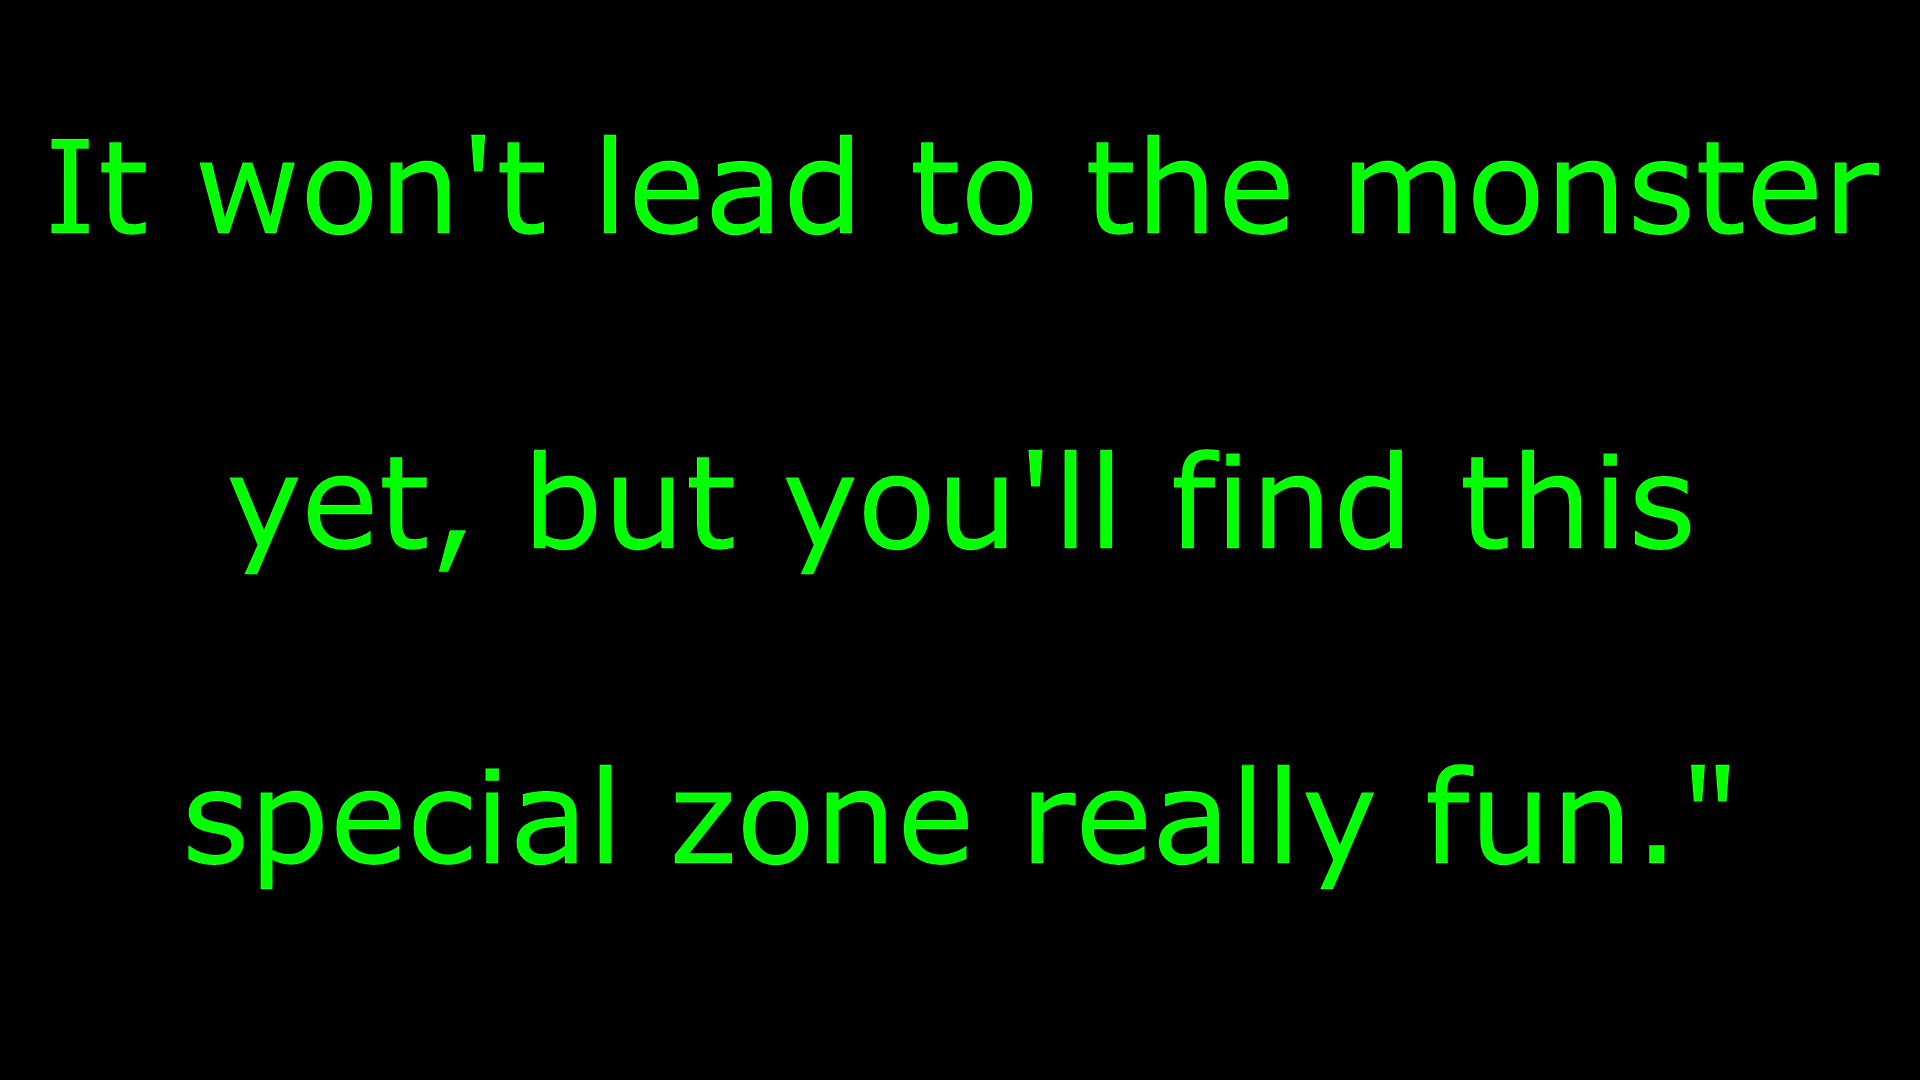 It won't lead to the monster
yet, but you'll find this
special zone really fun."